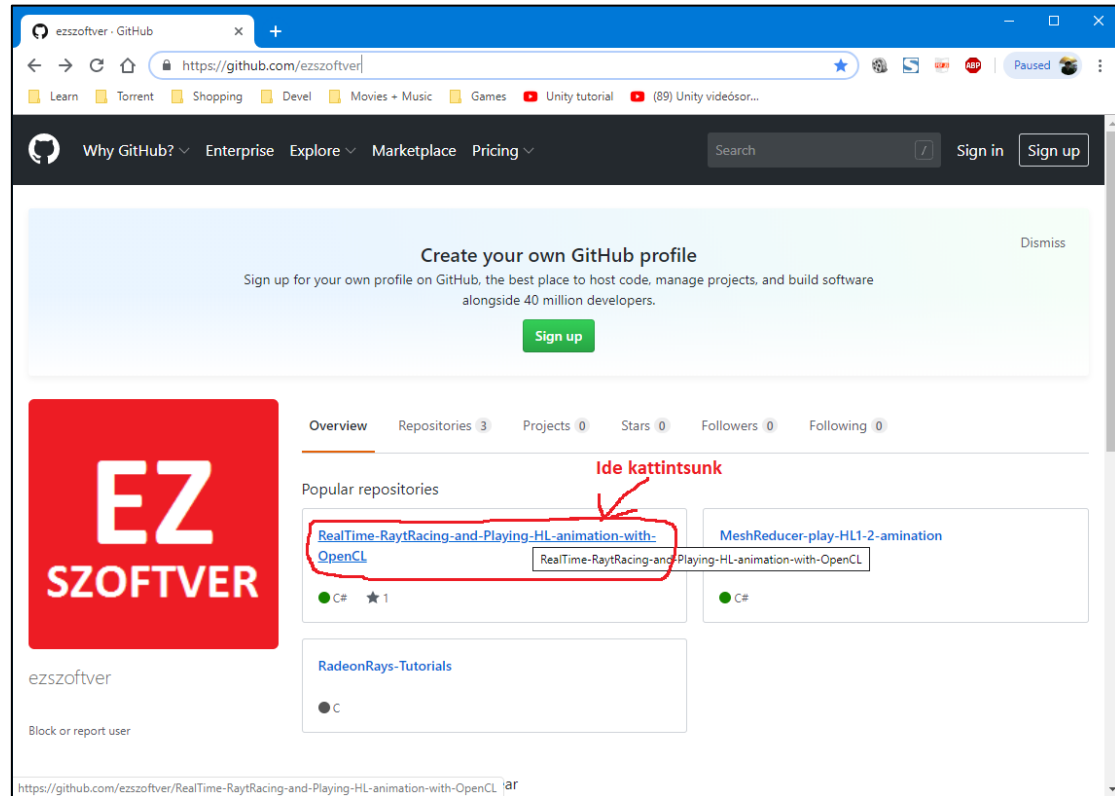 ezszoftver · GitHub
https://github.com/ezszoftver
Paused
Learn
Torrent
Shopping
Devel
Movies + Music
Games
Unity tutorial
(89) Unity videósor...
Why GitHub?
Enterprise
Explore
Marketplace
Pricing
Search
/
Sign in
Sign up
Create your own GitHub profile
Dismiss
Sign up for your own profile on GitHub, the best place to host code, manage projects, and build software
alongside 40 million developers.
Sign up
EZ
SZOFTVER
Overview
Repositories 3
Projects 0
Stars 0
Followers 0
Following 0
Ide kattintsunk
Popular repositories
RealTime-RaytRacing-and-Playing-HL-animation-with-
OpenCL
RealTime-RaytRacing-and-Playing-HL-animation-with-OpenCL
C#
1
MeshReducer-play-HL1-2-amination
C#
RadeonRays-Tutorials
C
ezszoftver
Block or report user
https://github.com/ezszoftver/RealTime-RaytRacing-and-Playing-HL-animation-with-OpenCL